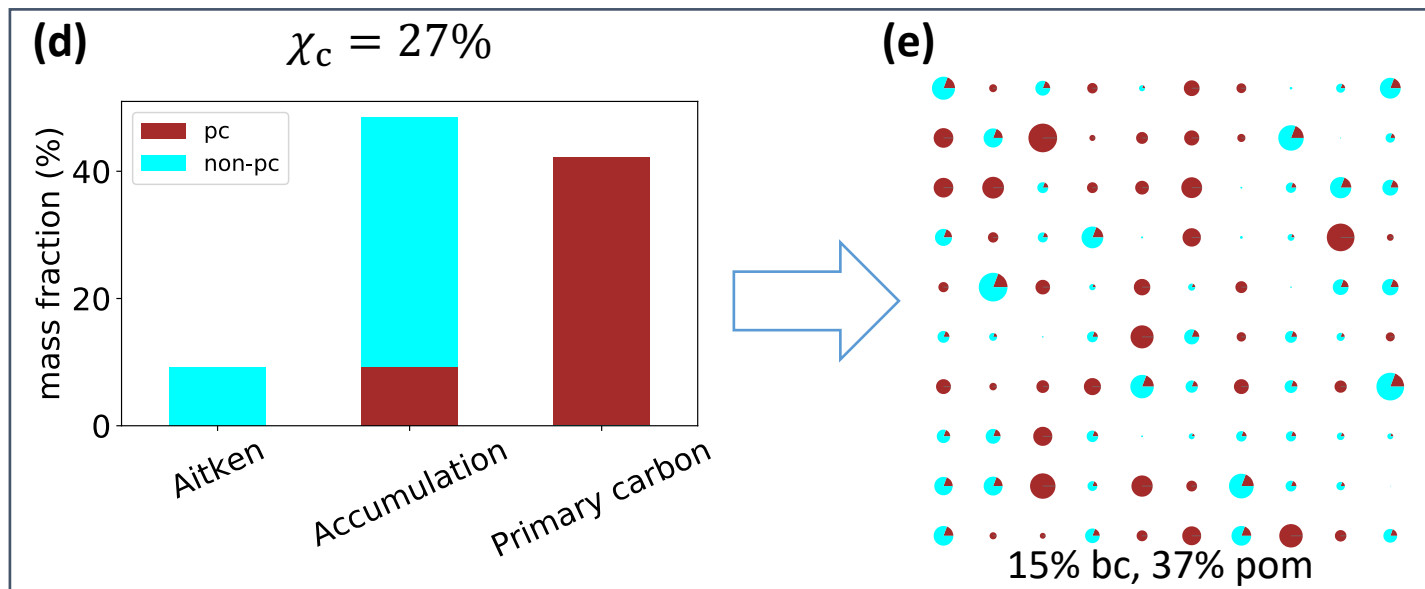 (d)
χc = 27%
mass fraction (%)
40
20
0
pc
non-pc
Aitken
Accumulation
Primary carbon
(e)
15% bc, 37% pom